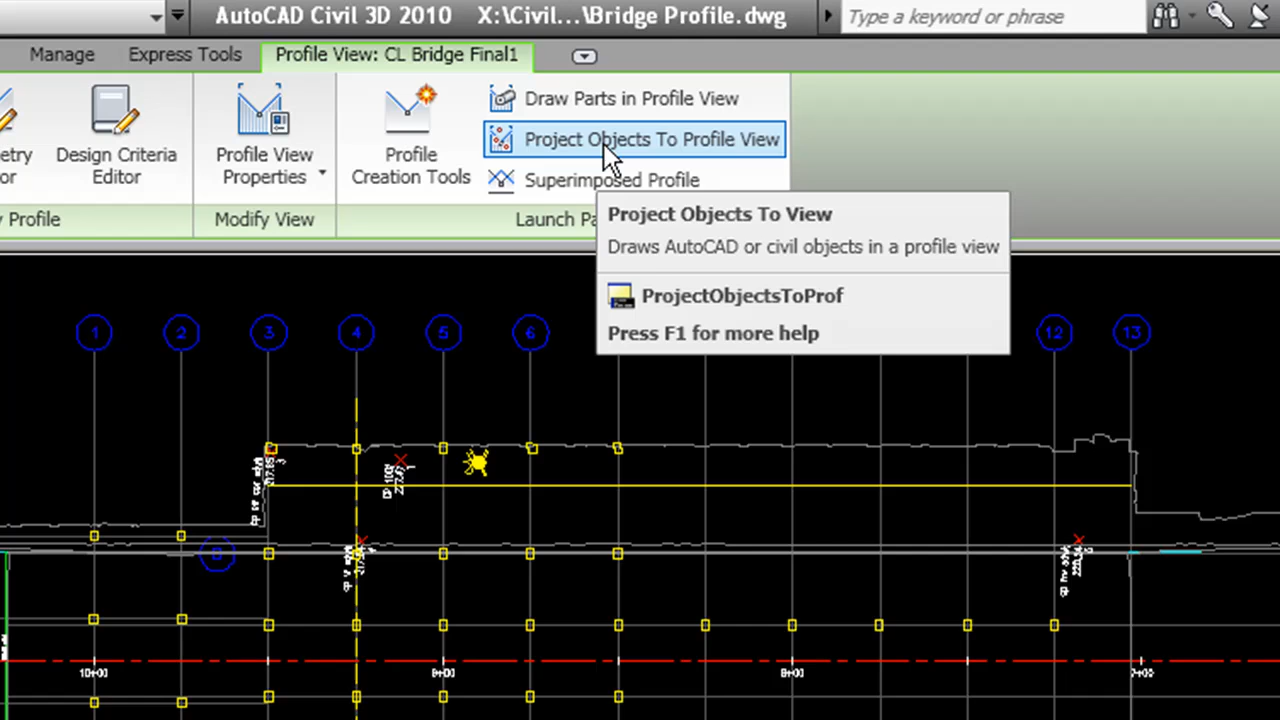 AutoCAD Civil 3D 2010 X:\Civil...\Bridge Profile.dwg
Type a keyword or phrase
Manage Express Tools Profile View: CL Bridge Final1
Design Criteria
Editor
Profile View
Properties
Profile
Creation Tools
Draw Parts in Profile View
Project Objects To Profile View
Superimposed Profile
Profile
Modify View
Launch Pa
Project Objects To View
Draws AutoCAD or civil objects in a profile view
ProjectObjectsToProf
Press F1 for more help
1 2 3 4 5 6 12 13
10+00 9+00 8+00 7+00